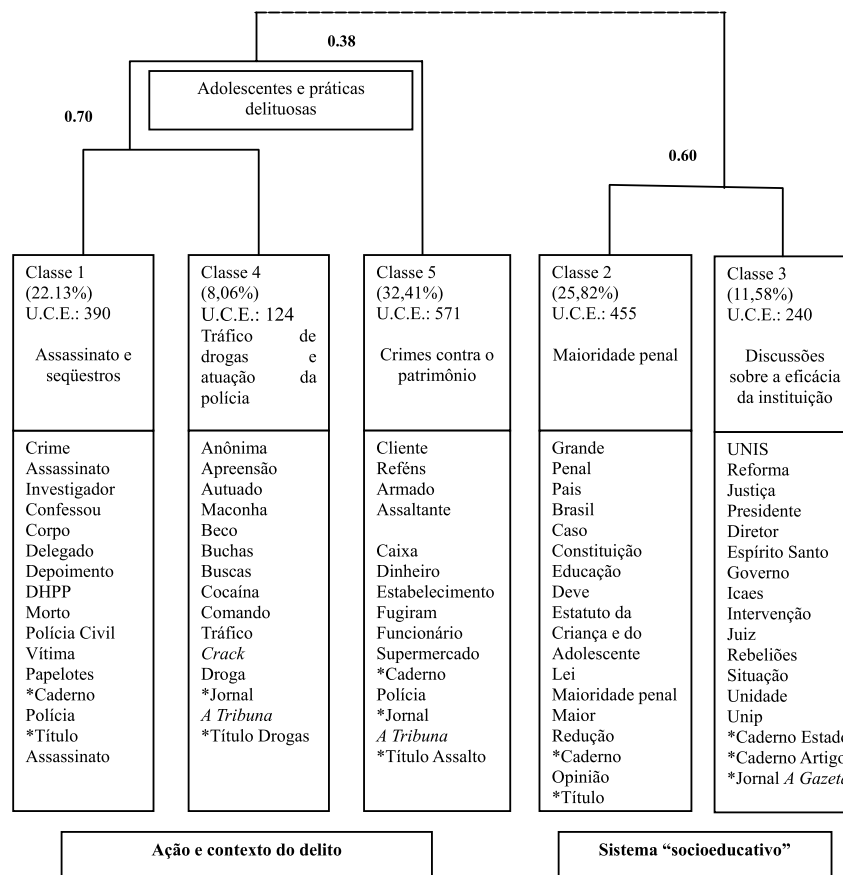 0.38
Adolescentes e práticas
delituosas
0.70
0.60
Classe 1
(22.13%)
U.C.E.: 390
Assassinato e
seqüestros
Crime
Assassinato
Investigador
Confessou
Corpo
Delegado
Depoimento
DHPP
Morto
Polícia Civil
Vítima
Papelotes
*Caderno
Polícia
*Título
Assassinato
Classe 4
(8,06%)
U.C.E.: 124
Tráfico de
drogas e
atuação da
polícia
Anônima
Apreensão
Autuado
Maconha
Beco
Buchas
Buscas
Cocaína
Comando
Tráfico
Crack
Droga
*Jornal
A Tribuna
*Título Drogas
Classe 5
(32,41%)
U.C.E.: 571
Crimes contra o
patrimônio
Cliente
Reféns
Armado
Assaltante
Caixa
Dinheiro
Estabelecimento
Fugiram
Funcionário
Supermercado
*Caderno
Polícia
*Jornal
A Tribuna
*Título Assalto
Classe 2
(25,82%)
U.C.E.: 455
Maioridade penal
Grande
Penal
Pais
Brasil
Caso
Constituição
Educação
Deve
Estatuto da
Criança e do
Adolescente
Lei
Maioridade penal
Maior
Redução
*Caderno
Opinião
*Título
Classe 3
(11,58%)
U.C.E.: 240
Discussões
sobre a eficácia
da instituição
UNIS
Reforma
Justiça
Presidente
Diretor
Espírito Santo
Governo
Icaes
Intervenção
Juiz
Rebeliões
Situação
Unidade
Unip
*Caderno Estado
*Caderno Artigo
*Jornal A Gazeta
Ação e contexto do delito
Sistema “socioeducativo”